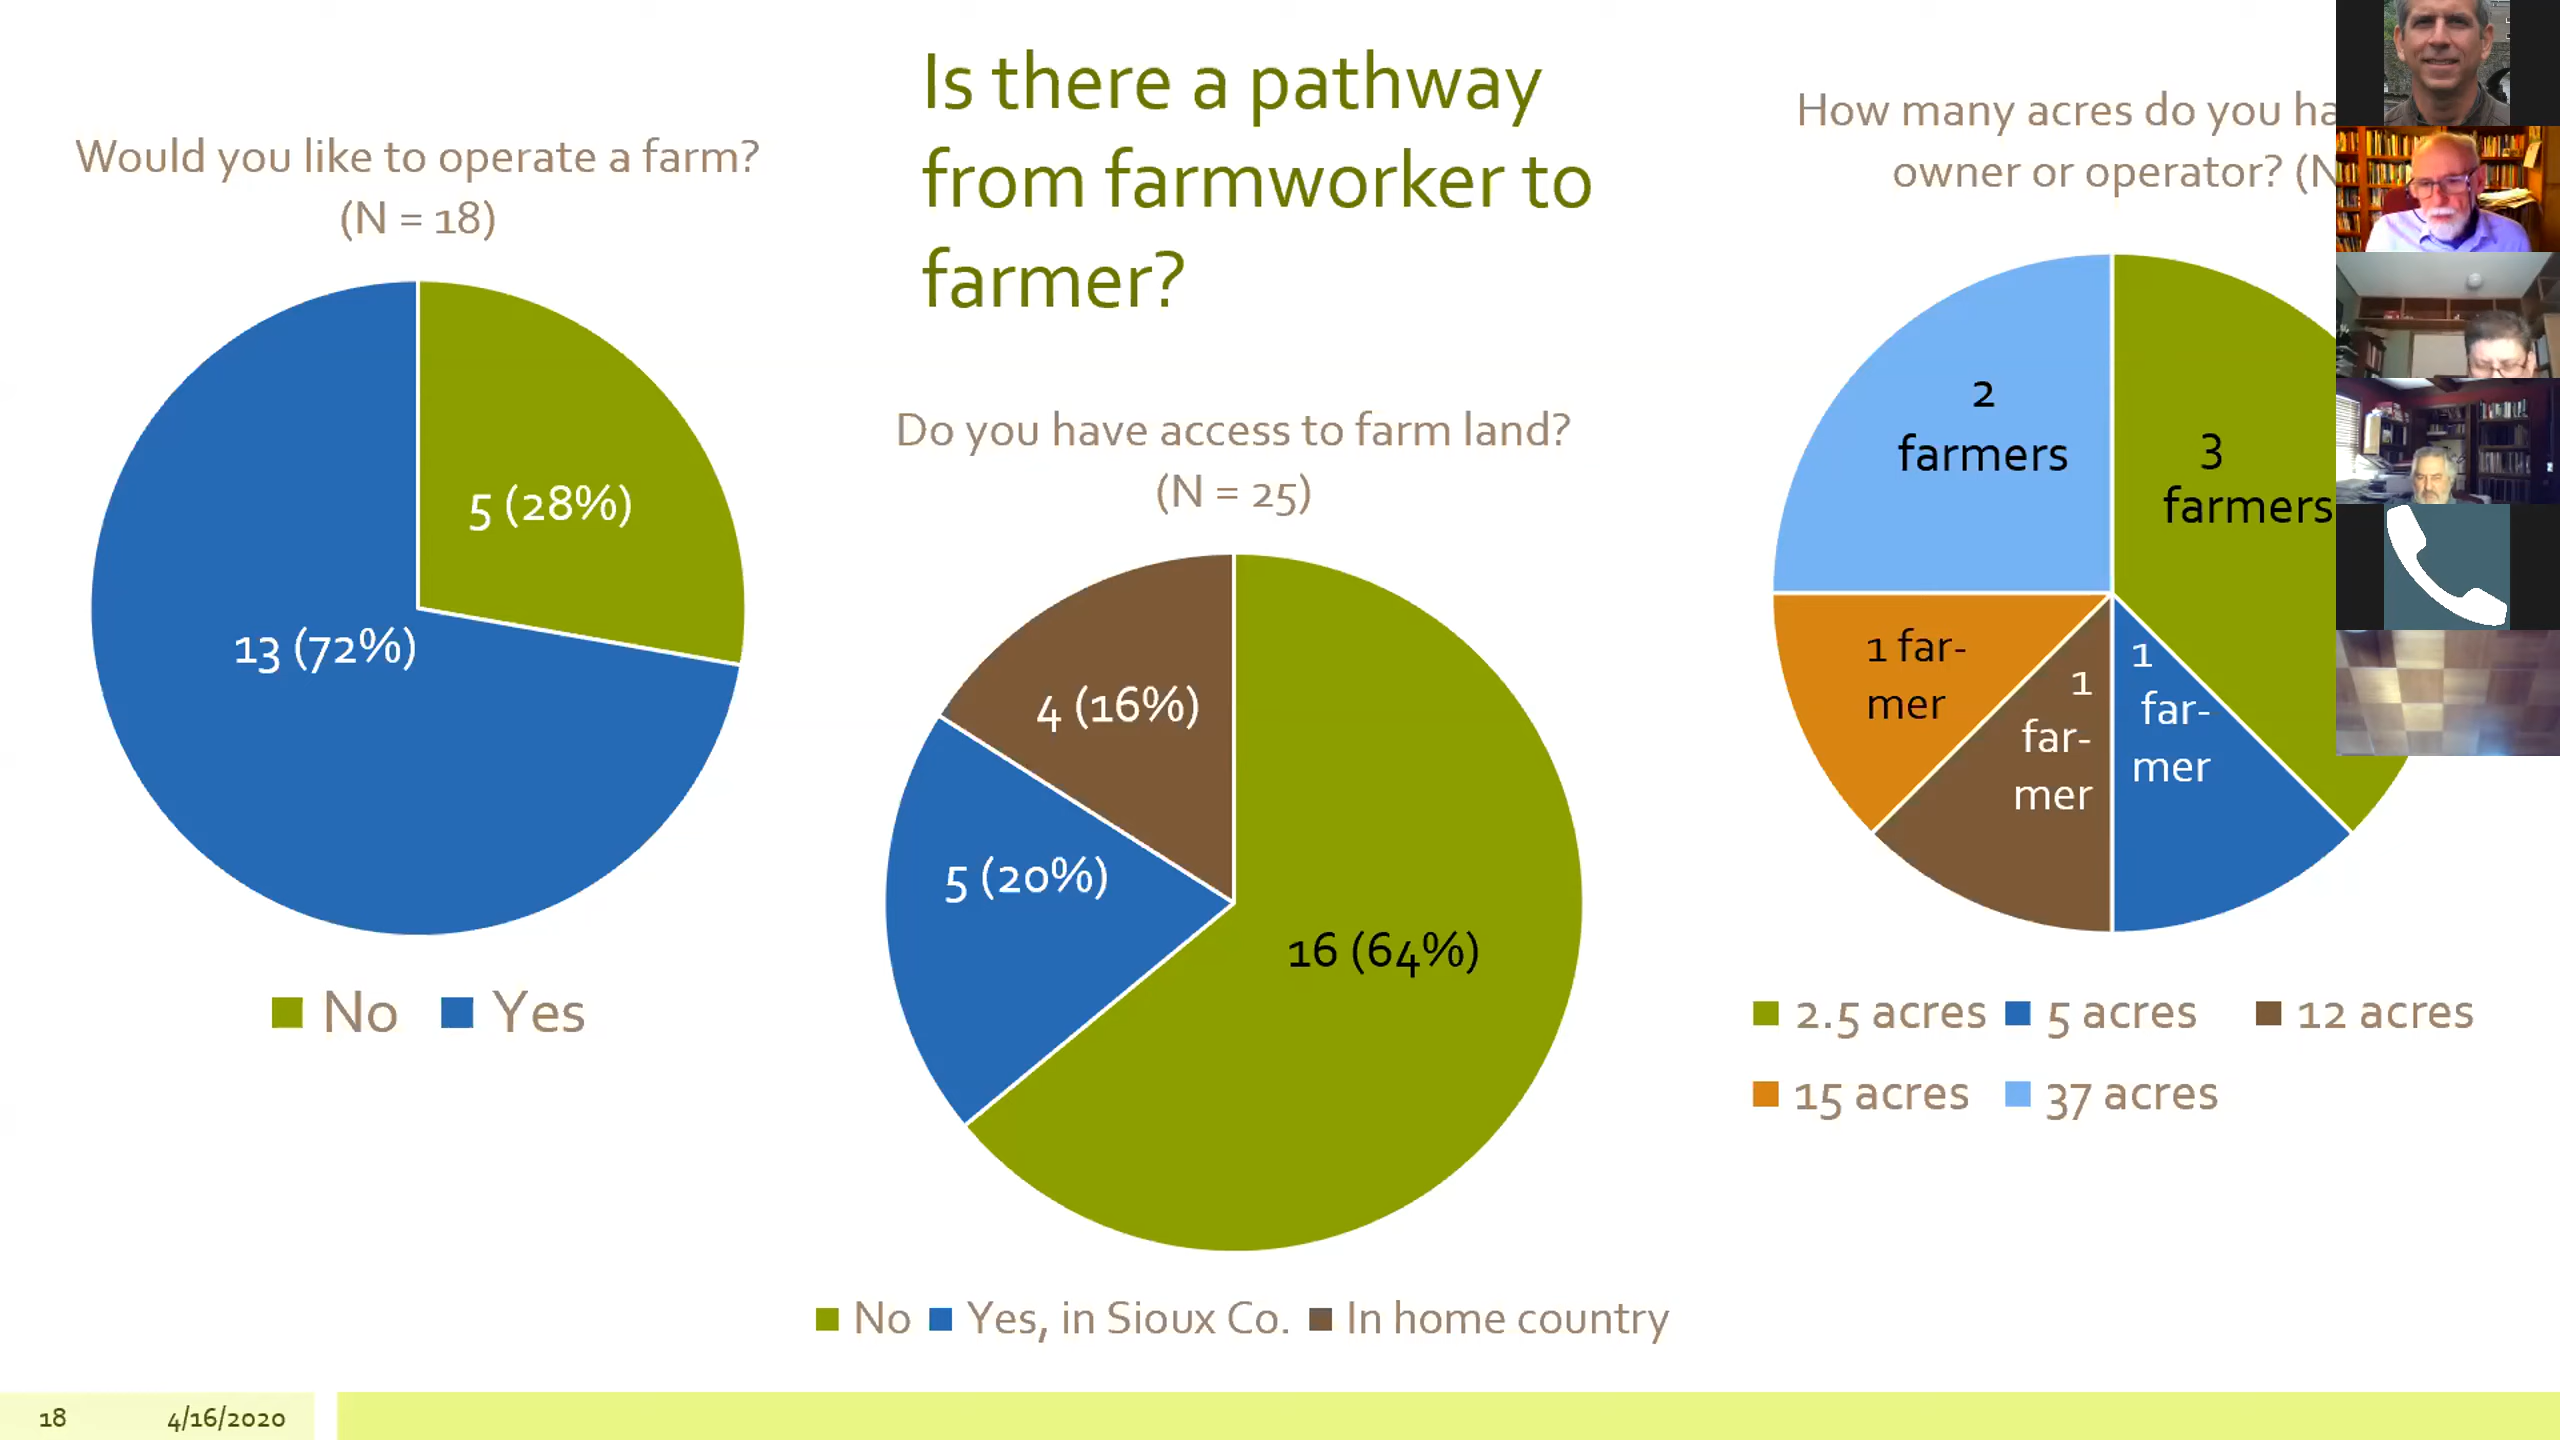 Is there a pathway
from farmworker to
farmer?
Would you like to operate a farm?
(N = 18)
5 (28%)
13 (72%)
No Yes
Do you have access to farm land?
(N = 25)
4 (16%)
5 (20%)
16 (64%)
No Yes, in Sioux Co. In home country
How many acres do you
owner or operator? (N
2
farmers
3
farmers
1 far-
mer
1
far-
mer
1
far-
mer
2.5 acres 5 acres 12 acres
15 acres 37 acres
18 4/16/2020